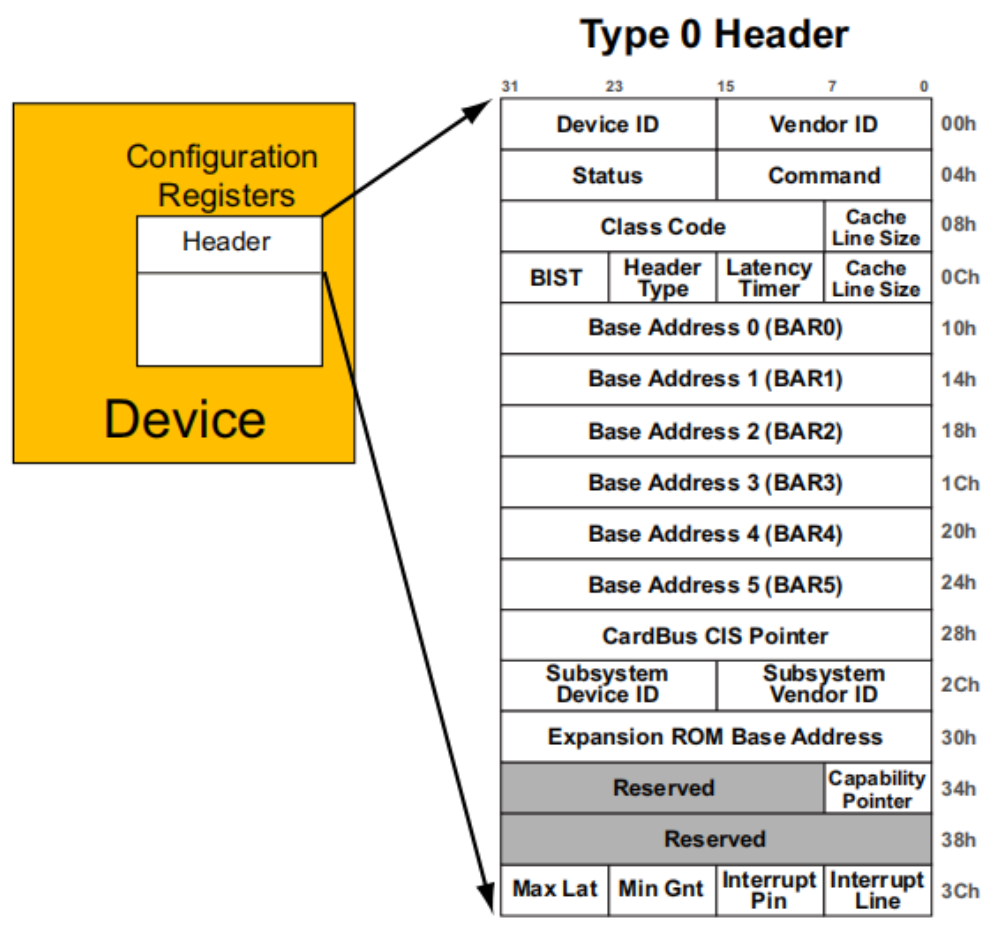 Type 0 Header
31 23 15 7 0
Configuration
Registers
Header
Device
Device ID Vendor ID 00h
Status Command 04h
Class Code Cache
Line Size 08h
BIST Header
Type Latency
Timer Cache
Line Size 0Ch
Base Address 0 (BAR0) 10h
Base Address 1 (BAR1) 14h
Base Address 2 (BAR2) 18h
Base Address 3 (BAR3) 1Ch
Base Address 4 (BAR4) 20h
Base Address 5 (BAR5) 24h
CardBus CIS Pointer 28h
Subsystem
Device ID Subsystem
Vendor ID 2Ch
Expansion ROM Base Address 30h
Reserved Capability
Pointer 34h
Reserved 38h
Max Lat Min Gnt Interrupt
Pin Interrupt
Line 3Ch